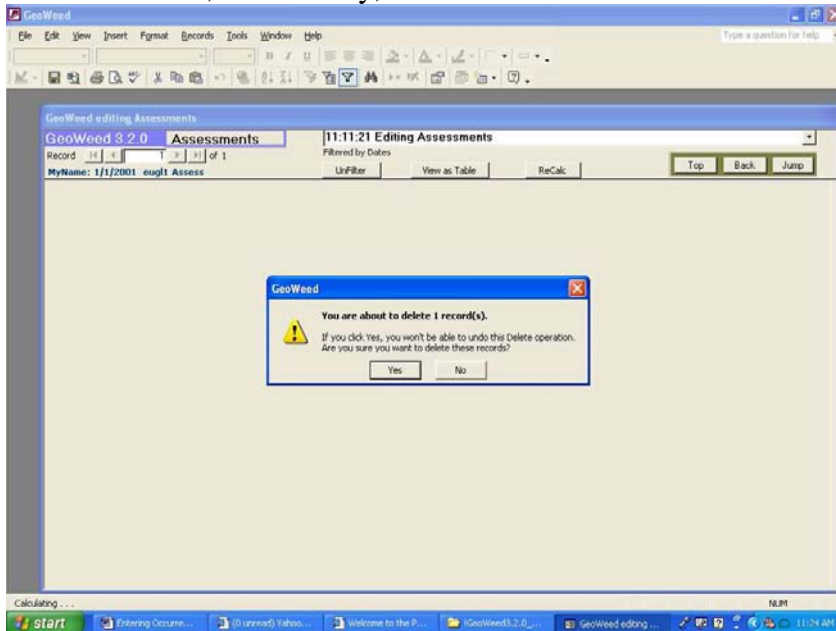 GeoWeed
File Edit View Insert Format Records Tools Window Help Type a question for help
GeoWeed editing Assessments
GeoWeed 3.2.0 Assessments
11:11:21 Editing Assessments
Filtered by Dates
Record 1 of 1
UnFilter View as Table ReCalc
Top Back Jump
MyName: 1/1/2001 eugl1 Assess
GeoWeed
You are about to delete 1 record(s).
If you click Yes, you won't be able to undo this Delete operation.
Are you sure you want to delete these records?
Yes No
Calculating . . . NUM
start Entering Occurre... (0 unread) Yahoo... Welcome to the P... GeoWeed editing ... 11:24 AM